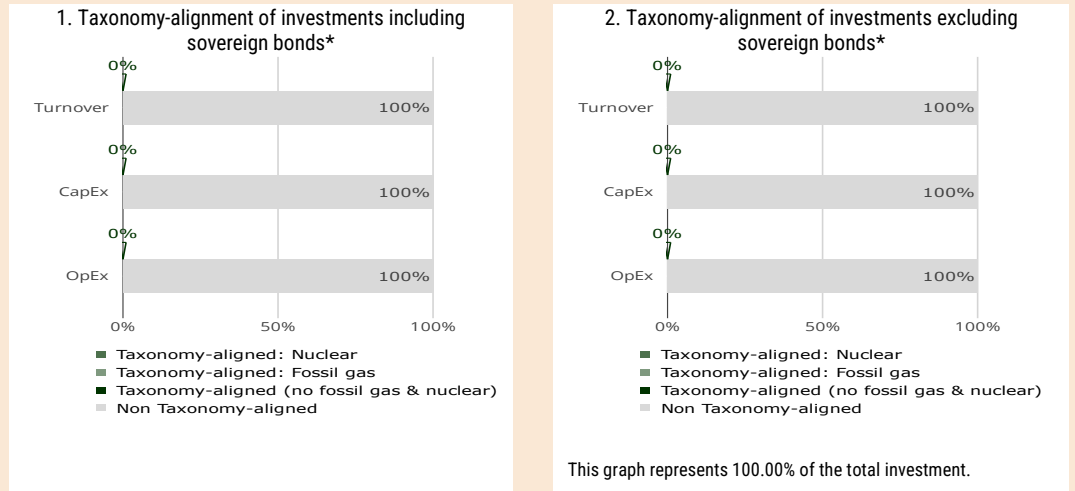 1. Taxonomy-alignment of investments including
sovereign bonds*
0%
Turnover
100%
0%
CapEx
100%
0%
OpEx
100%
0%
50%
100%
Taxonomy-aligned: Nuclear
Taxonomy-aligned: Fossil gas
Taxonomy-aligned (no fossil gas & nuclear)
Non Taxonomy-aligned
2. Taxonomy-alignment of investments excluding
sovereign bonds*
0%
Turnover
100%
0%
CapEx
100%
0%
OpEx
100%
0%
50%
100%
Taxonomy-aligned: Nuclear
Taxonomy-aligned: Fossil gas
Taxonomy-aligned (no fossil gas & nuclear)
Non Taxonomy-aligned
This graph represents 100.00% of the total investment.